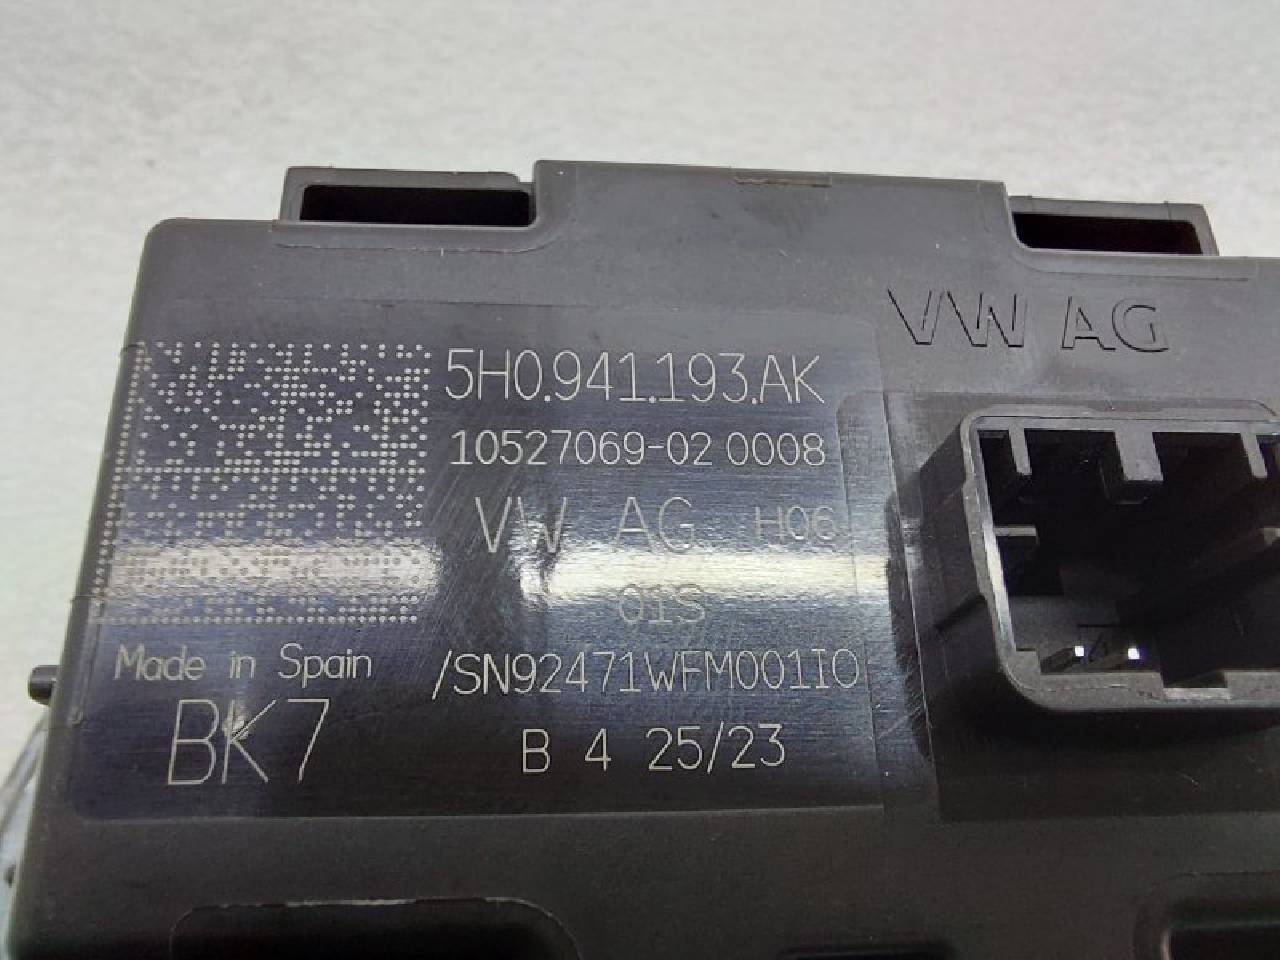 VW AG
5H0.941.193.AK
10527069-02 0008
VW AG H06
01S
Made in Spain /SN92471WFM001IO
BK7 B 4 25/23